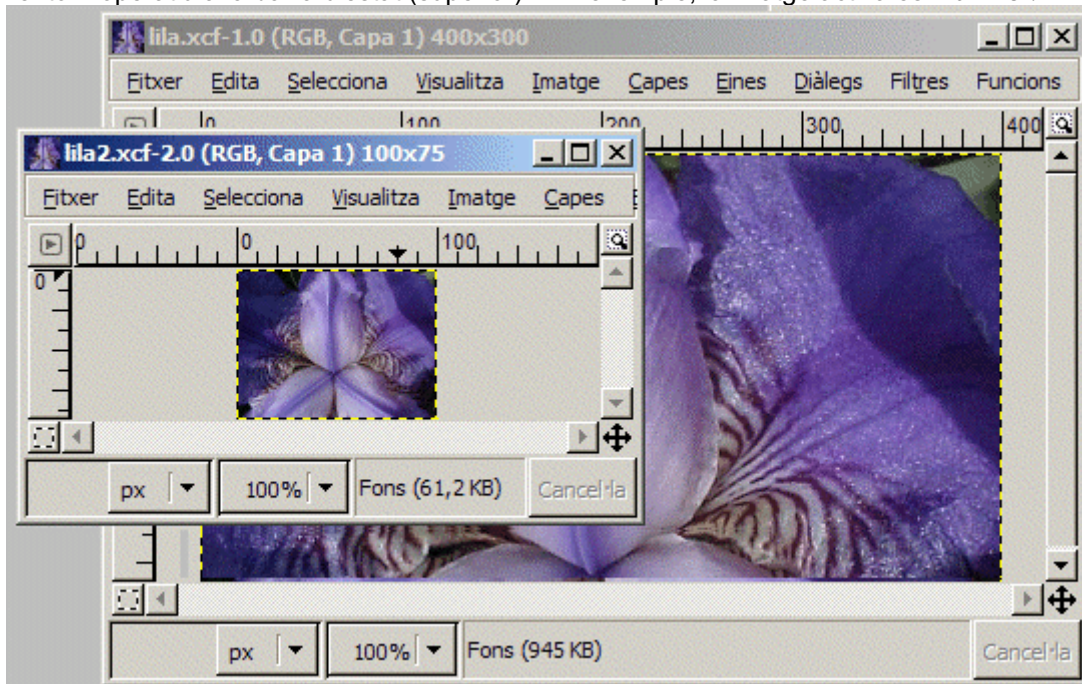 lila.xcf-1.0 (RGB, Capa 1) 400x300
Fitxer Edita Selecciona Visualitza Imatge Capes Eines Diàlegs Filtres Funcions
0 100 200 300 400
lila2.xcf-2.0 (RGB, Capa 1) 100x75
Fitxer Edita Selecciona Visualitza Imatge Capes
0 0 100
0
px 100% Fons (61,2 KB) Cancel·la
px 100% Fons (945 KB) Cancel·la